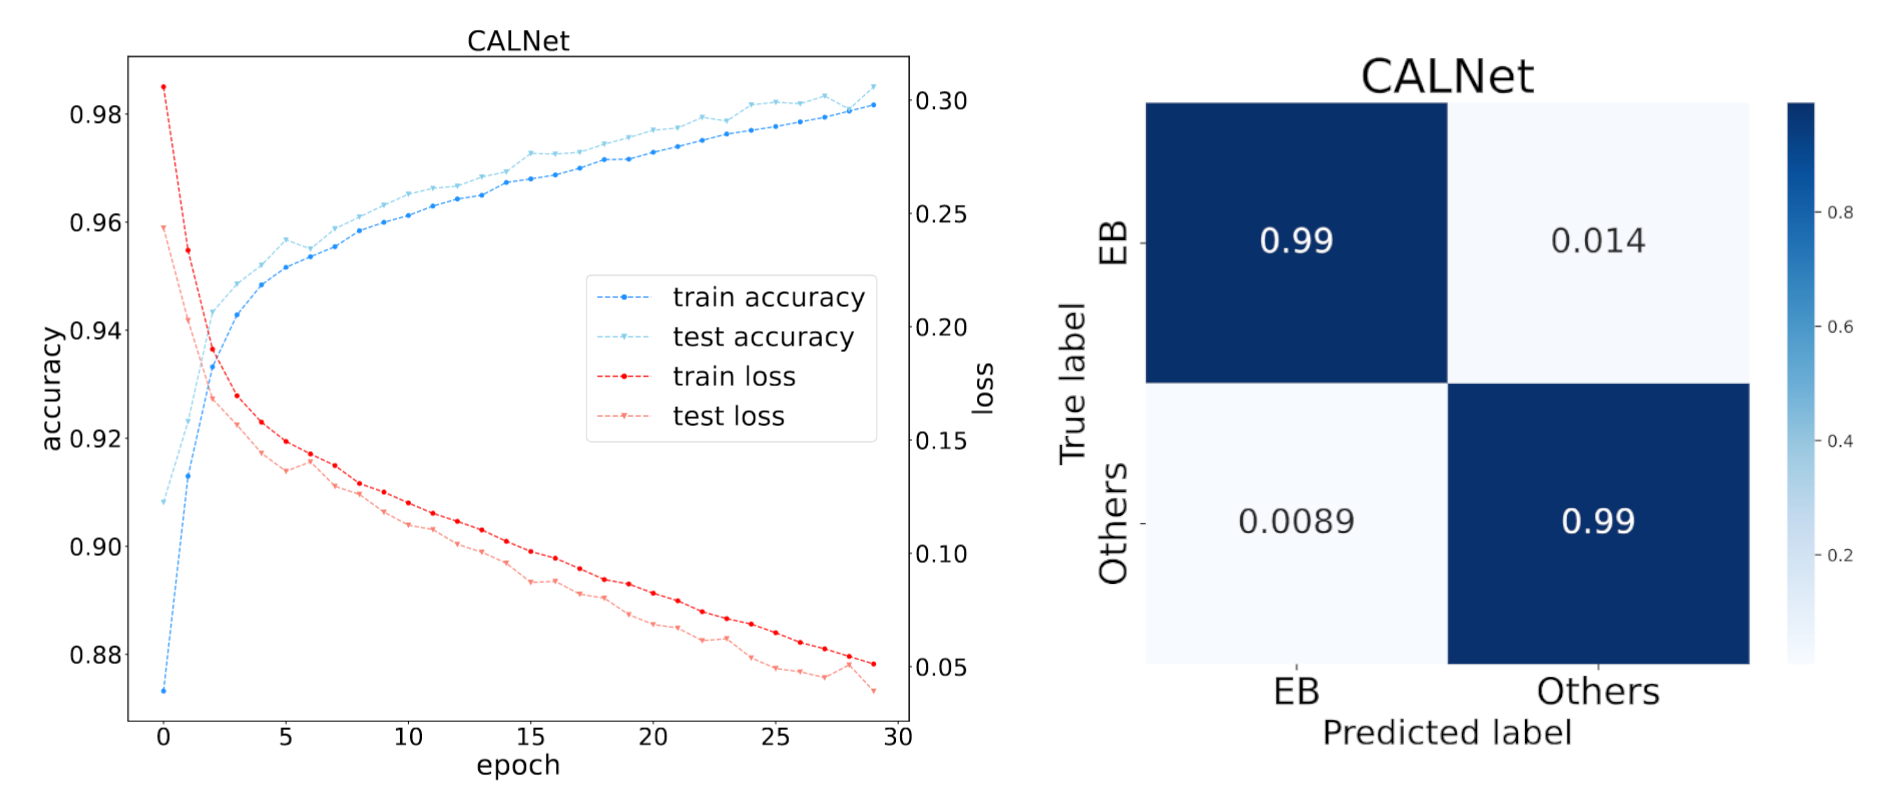 CALNet
0.98
0.96
0.94
0.92
0.90
0.88
accuracy
0.30
0.25
0.20
0.15
0.10
0.05
loss
train accuracy
test accuracy
train loss
test loss
0 5 10 15 20 25 30
epoch
CALNet
True label
EB
Others
0.99 0.014
0.0089 0.99
EB Others
Predicted label
0.8
0.6
0.4
0.2